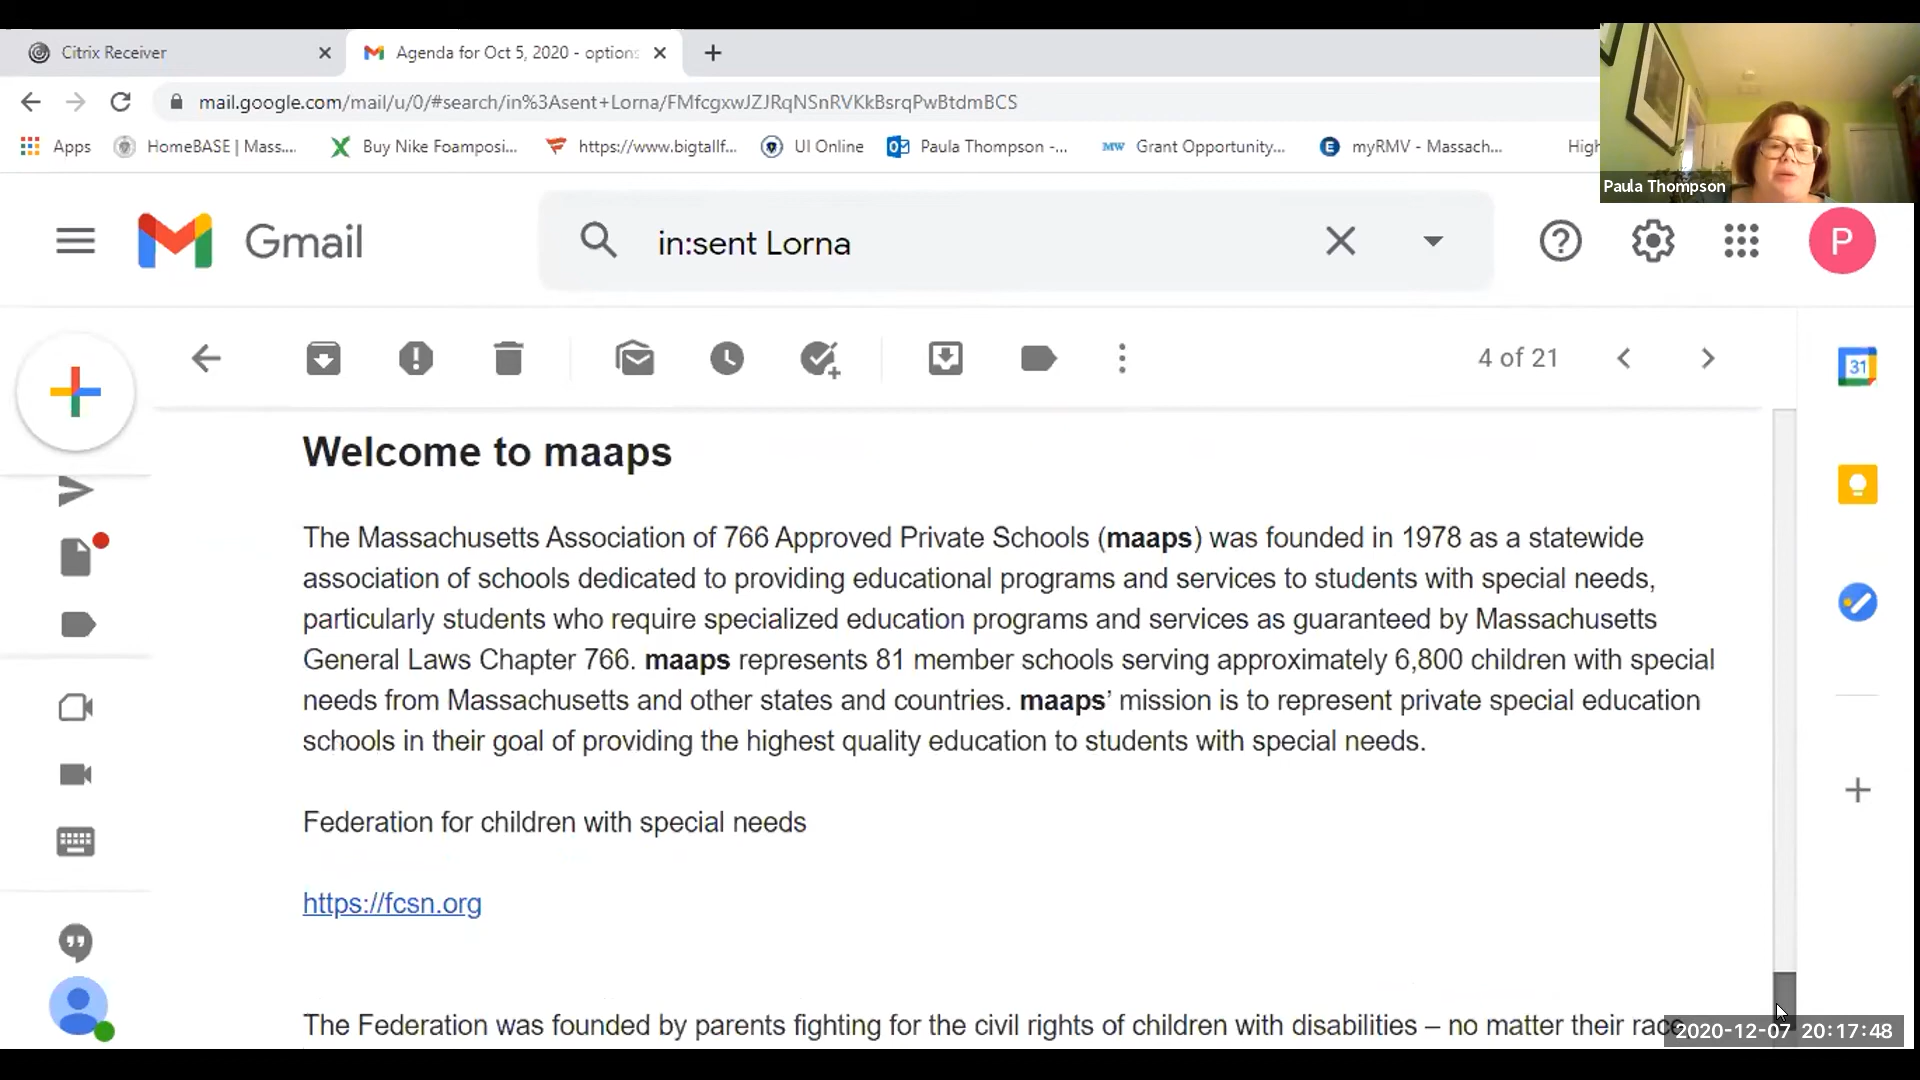 Citrix Receiver
Agenda for Oct 5, 2020 - options
mail.google.com/mail/u/0/#search/in%3Asent+Lorna/FMfcgxwJZJRqNSnRVKkBsrqPwBtdmBCS
Apps HomeBASE | Mass.... Buy Nike Foamposi... https://www.bigtallf... UI Online Paula Thompson -... MW Grant Opportunity... E myRMV - Massach... High
Paula Thompson
Gmail
in:sent Lorna
P
4 of 21
31
Welcome to maaps
The Massachusetts Association of 766 Approved Private Schools (maaps) was founded in 1978 as a statewide
association of schools dedicated to providing educational programs and services to students with special needs,
particularly students who require specialized education programs and services as guaranteed by Massachusetts
General Laws Chapter 766. maaps represents 81 member schools serving approximately 6,800 children with special
needs from Massachusetts and other states and countries. maaps’ mission is to represent private special education
schools in their goal of providing the highest quality education to students with special needs.
Federation for children with special needs
https://fcsn.org
The Federation was founded by parents fighting for the civil rights of children with disabilities – no matter their race,
2020-12-07 20:17:48